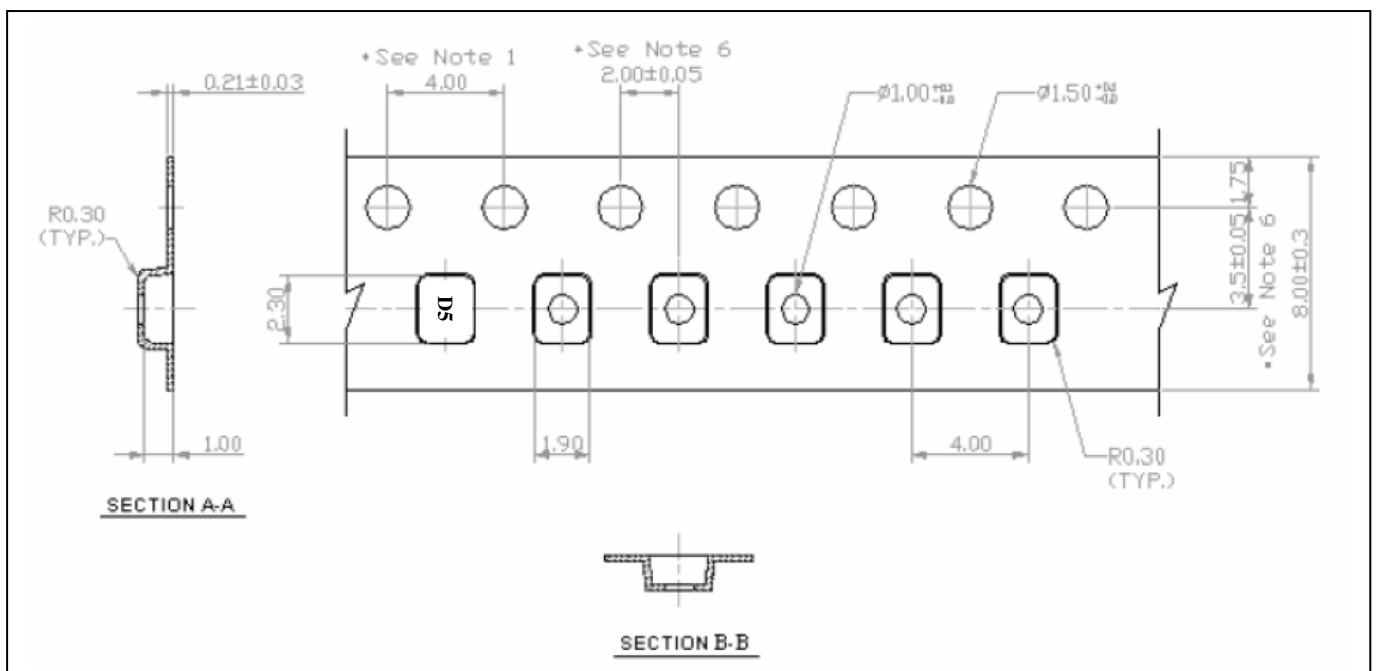 *See Note 1
*See Note 6
0.21±0.03
4.00
2.00±0.05
ø1.00
ø1.50
R0.30
(TYP.)
1.75
3.5±0.05
*See Note 6
8.00±0.3
2.30
D5
1.00
1.90
4.00
R0.30
(TYP.)
SECTION A-A
SECTION B-B